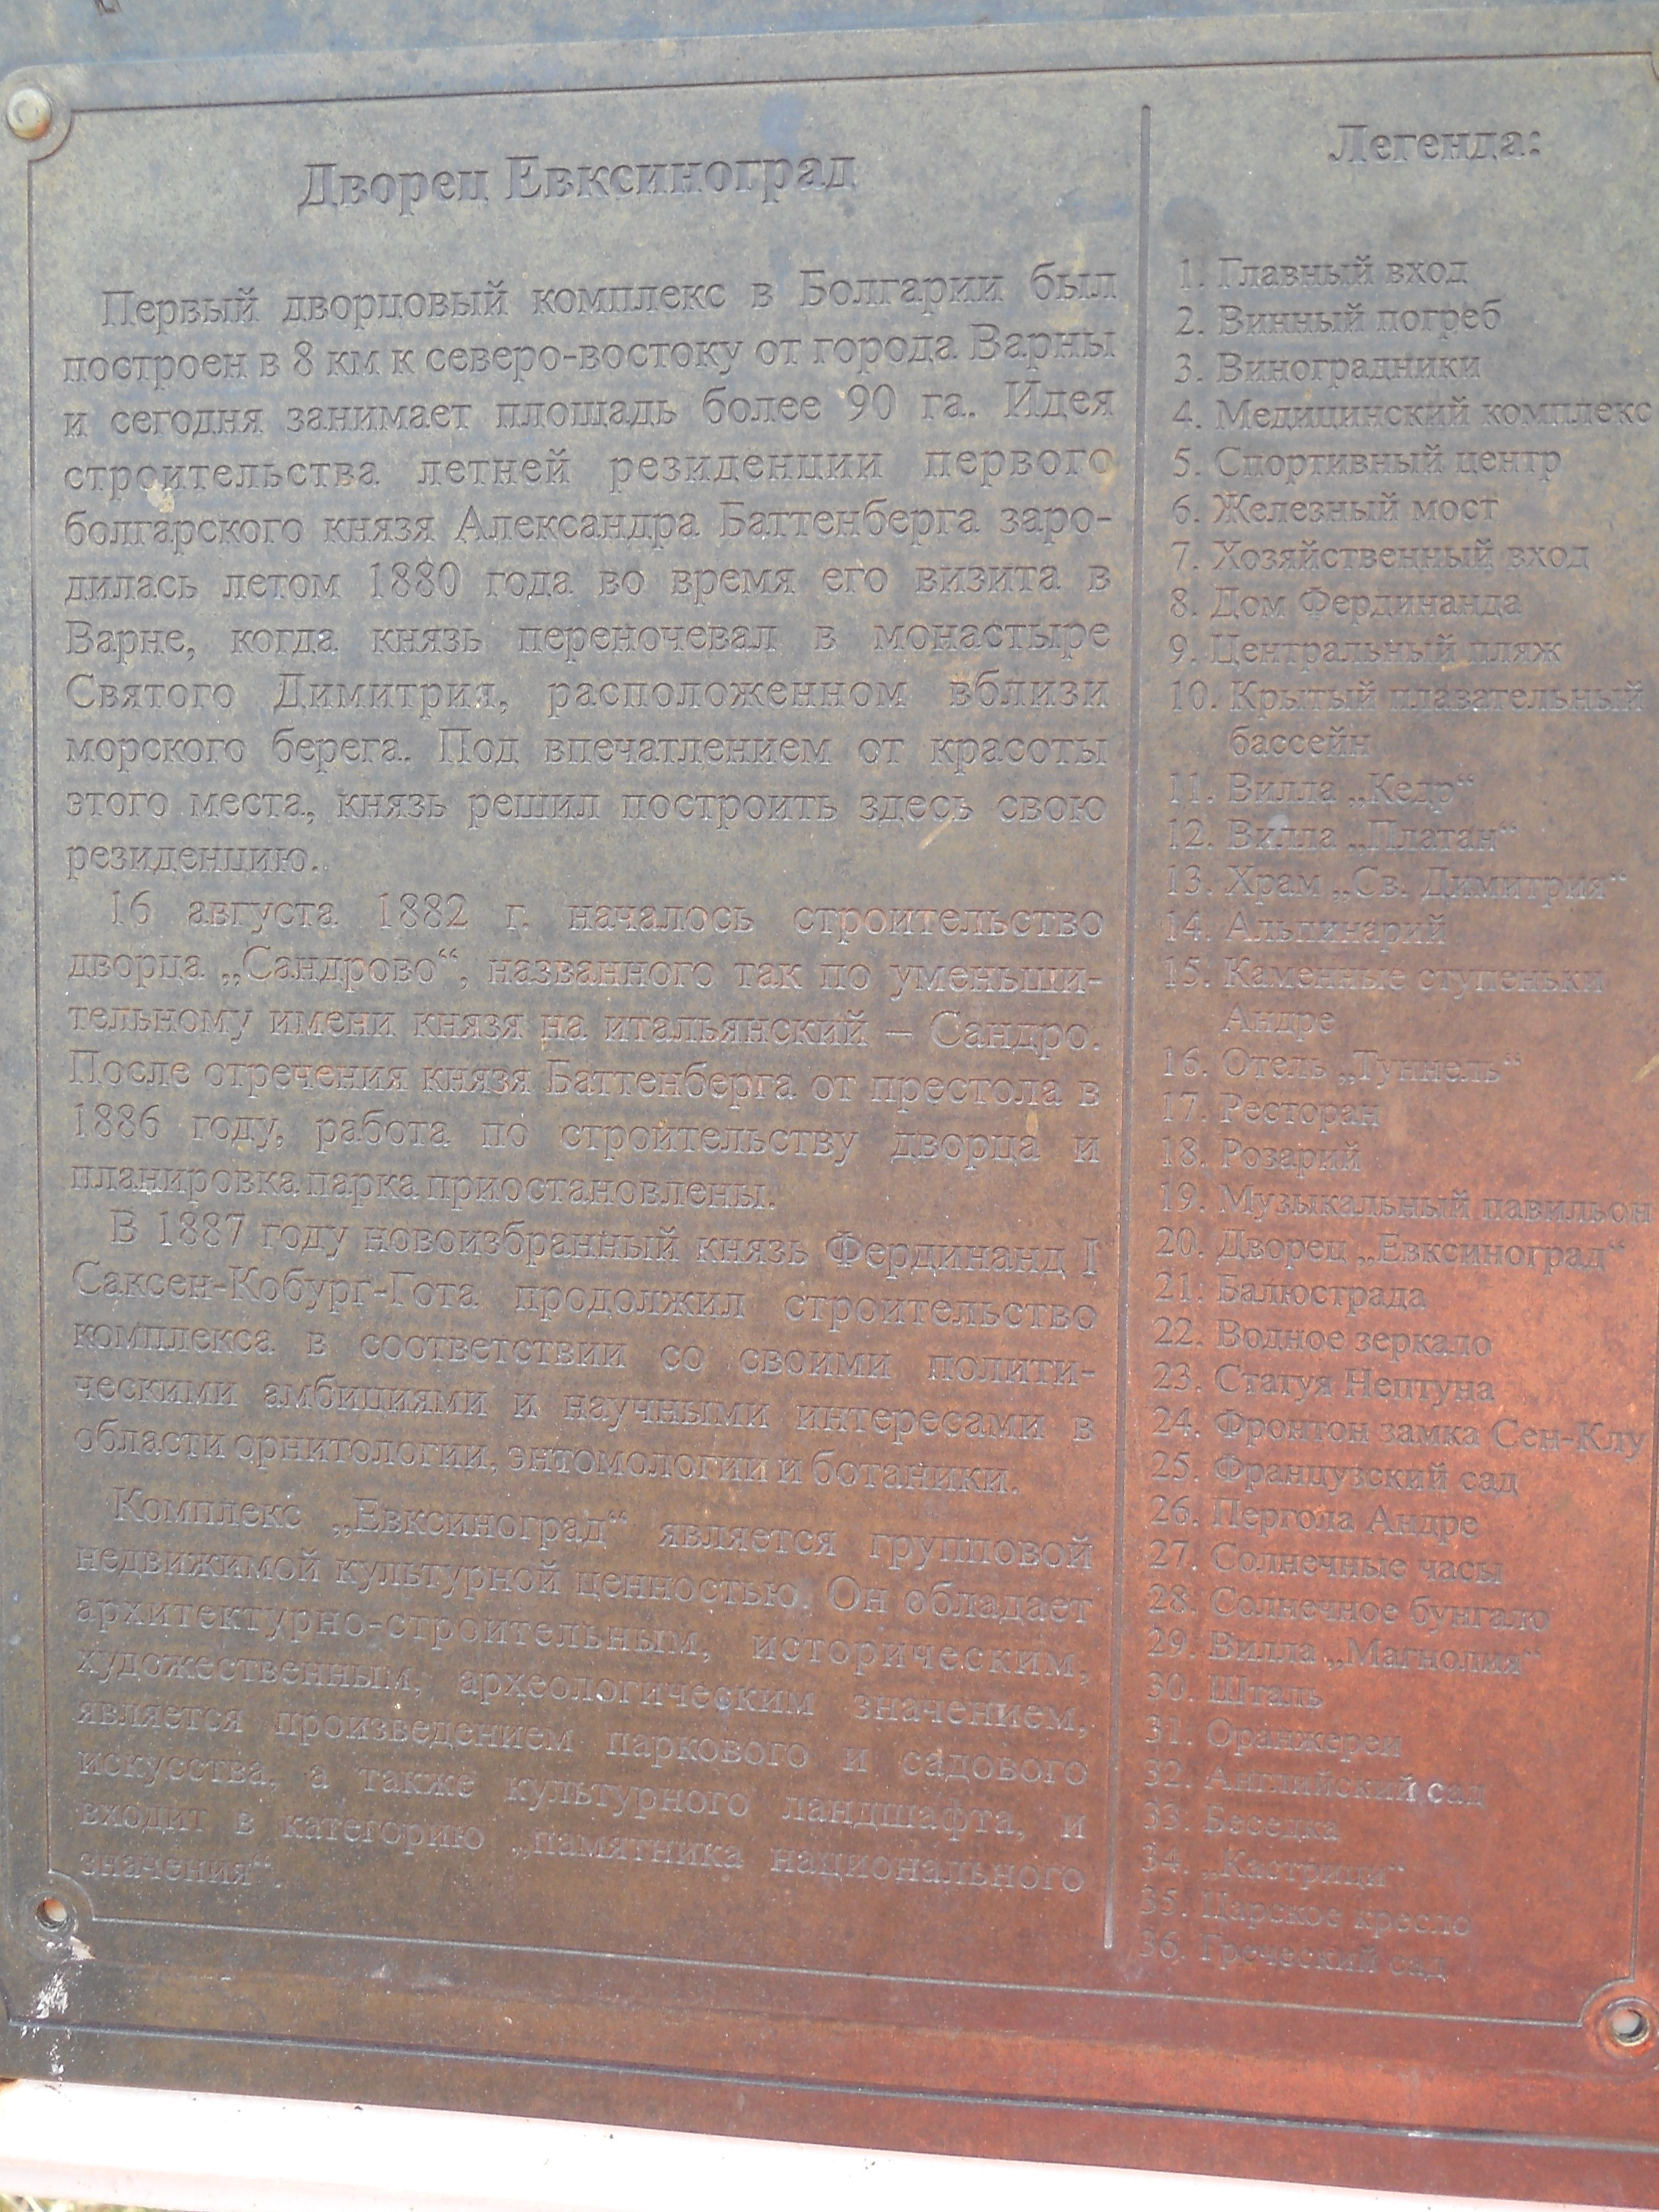 Дворец Евксиноград
Первый дворцовый комплекс в Болгарии был
построен в 8 км к северо-востоку от города Варны
и сегодня занимает площадь более 90 га. Идея
строительства летней резиденции первого
болгарского князя Александра Баттенберга заро-
дилась летом 1880 года во время его визита в
Варне, когда князь переночевал в монастыре
Святого Димитрия, расположенном вблизи
морского берега. Под впечатлением от красоты
этого места, князь решил построить здесь свою
резиденцию.
16 августа 1882 г. началось строительство
дворца „Сандрово“, названного так по уменьши-
тельному имени князя на итальянский – Сандро.
После отречения князя Баттенберга от престола в
1886 году, работа по строительству дворца и
планировка парка приостановлены.
В 1887 году новоизбранный князь Фердинанд I
Саксен-Кобург-Гота продолжил строительство
комплекса в соответствии со своими полити-
ческими амбициями и научными интересами в
области орнитологии, энтомологии и ботаники.
Комплекс „Евксиноград“ является групповой
недвижимой культурной ценностью. Он обладает
архитектурно-строительным, историческим,
художественным, археологическим значением,
является произведением паркового и садового
искусства, а также культурного ландшафта, и
входит в категорию „памятника национального
значения“.
Легенда:
1. Главный вход
2. Винный погреб
3. Виноградники
4. Медицинский комплекс
5. Спортивный центр
6. Железный мост
7. Хозяйственный вход
8. Дом Фердинанда
9. Центральный пляж
10. Крытый плавательный
бассейн
11. Вилла „Кедр“
12. Вилла „Платан“
13. Храм „Св. Димитрия“
14. Альпинарий
15. Каменные ступеньки
Андре
16. Отель „Туннель“
17. Ресторан
18. Розарий
19. Музыкальный павильон
20. Дворец „Евксиноград“
21. Балюстрада
22. Водное зеркало
23. Статуя Нептуна
24. Фронтон замка Сен-Клу
25. Французский сад
26. Пергола Андре
27. Солнечные часы
28. Солнечное бунгало
29. Вилла „Магнолия“
30. Шталь
31. Оранжереи
32. Английский сад
33. Беседка
34. „Кастрици“
35. Царское кресло
36. Греческий сад